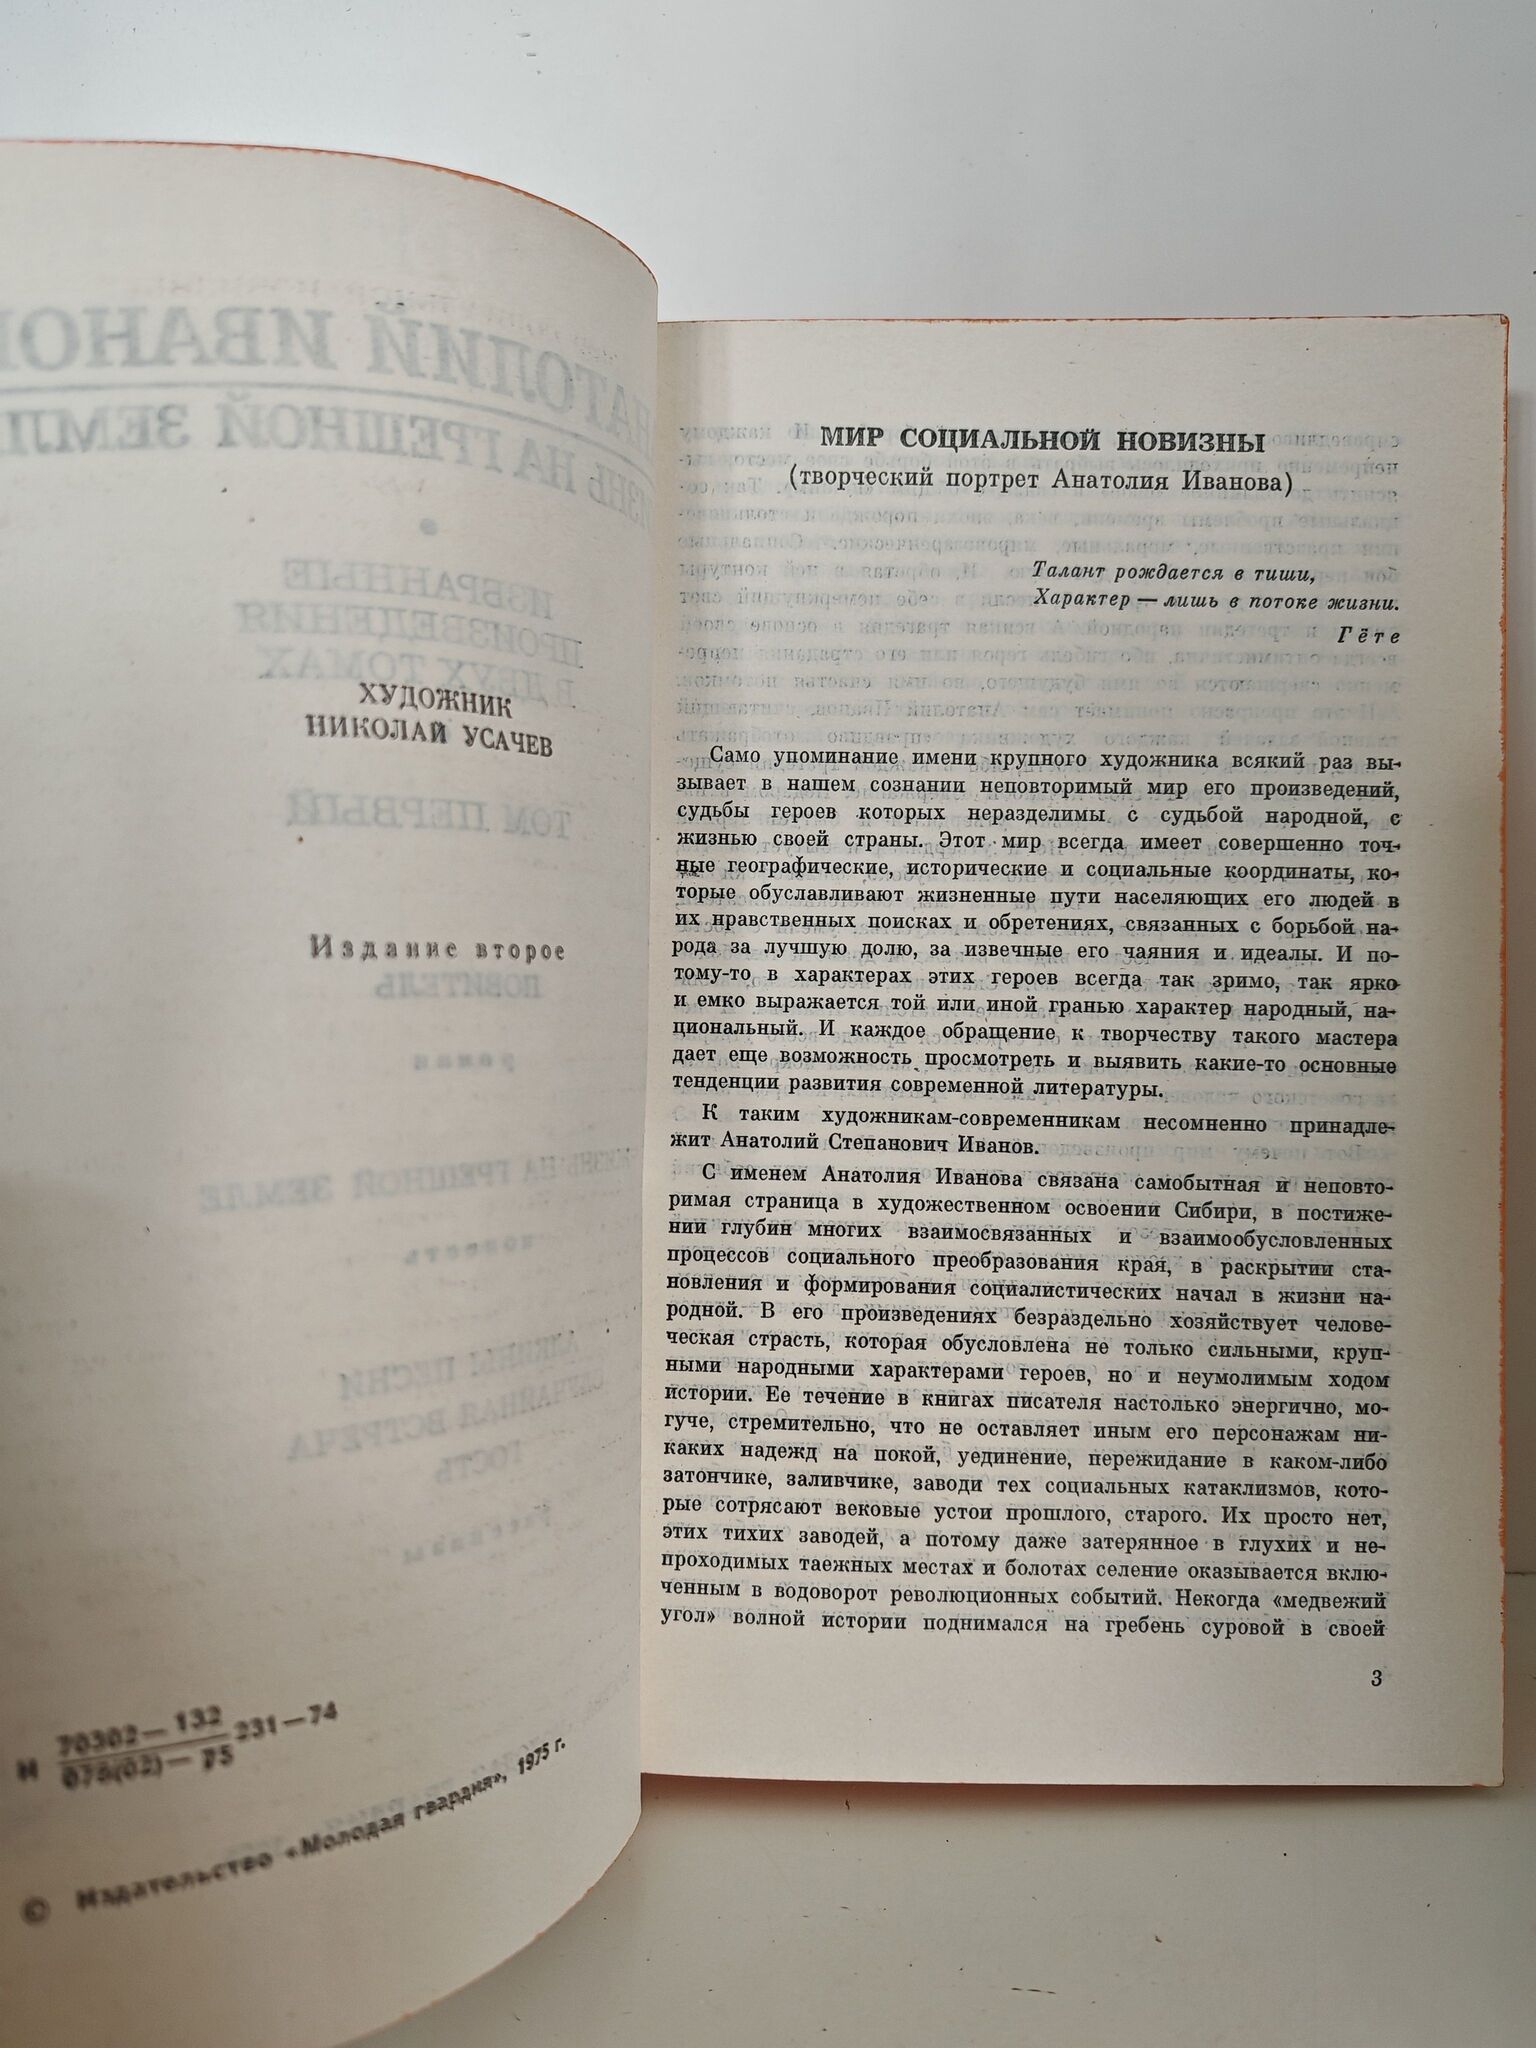 ХУДОЖНИК
НИКОЛАЙ УСАЧЕВ
Издание второе
И 70302—132 231—74
078(02)—75
© Издательство «Молодая гвардия», 1975 г.
МИР СОЦИАЛЬНОЙ НОВИЗНЫ
(творческий портрет Анатолия Иванова)
Талант рождается в тиши,
Характер — лишь в потоке жизни.
Гёте
Само упоминание имени крупного художника всякий раз вы-
зывает в нашем сознании неповторимый мир его произведений,
судьбы героев которых неразделимы с судьбой народной, с
жизнью своей страны. Этот мир всегда имеет совершенно точ-
ные географические, исторические и социальные координаты, ко-
торые обуславливают жизненные пути населяющих его людей в
их нравственных поисках и обретениях, связанных с борьбой на-
рода за лучшую долю, за извечные его чаяния и идеалы. И по-
тому-то в характерах этих героев всегда так зримо, так ярко
и емко выражается той или иной гранью характер народный, на-
циональный. И каждое обращение к творчеству такого мастера
дает еще возможность просмотреть и выявить какие-то основные
тенденции развития современной литературы.
К таким художникам-современникам несомненно принадле-
жит Анатолий Степанович Иванов.
С именем Анатолия Иванова связана самобытная и неповто-
римая страница в художественном освоении Сибири, в постиже-
нии глубин многих взаимосвязанных и взаимообусловленных
процессов социального преобразования края, в раскрытии ста-
новления и формирования социалистических начал в жизни на-
родной. В его произведениях безраздельно хозяйствует челове-
ческая страсть, которая обусловлена не только сильными, круп-
ными народными характерами героев, но и неумолимым ходом
истории. Ее течение в книгах писателя настолько энергично, мо-
гуче, стремительно, что не оставляет иным его персонажам ни-
каких надежд на покой, уединение, пережидание в каком-либо
затончике, заливчике, заводи тех социальных катаклизмов, кото-
рые сотрясают вековые устои прошлого, старого. Их просто нет,
этих тихих заводей, а потому даже затерянное в глухих и не-
проходимых таежных местах и болотах селение оказывается вклю-
ченным в водоворот революционных событий. Некогда «медвежий
угол» волной истории поднимался на гребень суровой в своей
3